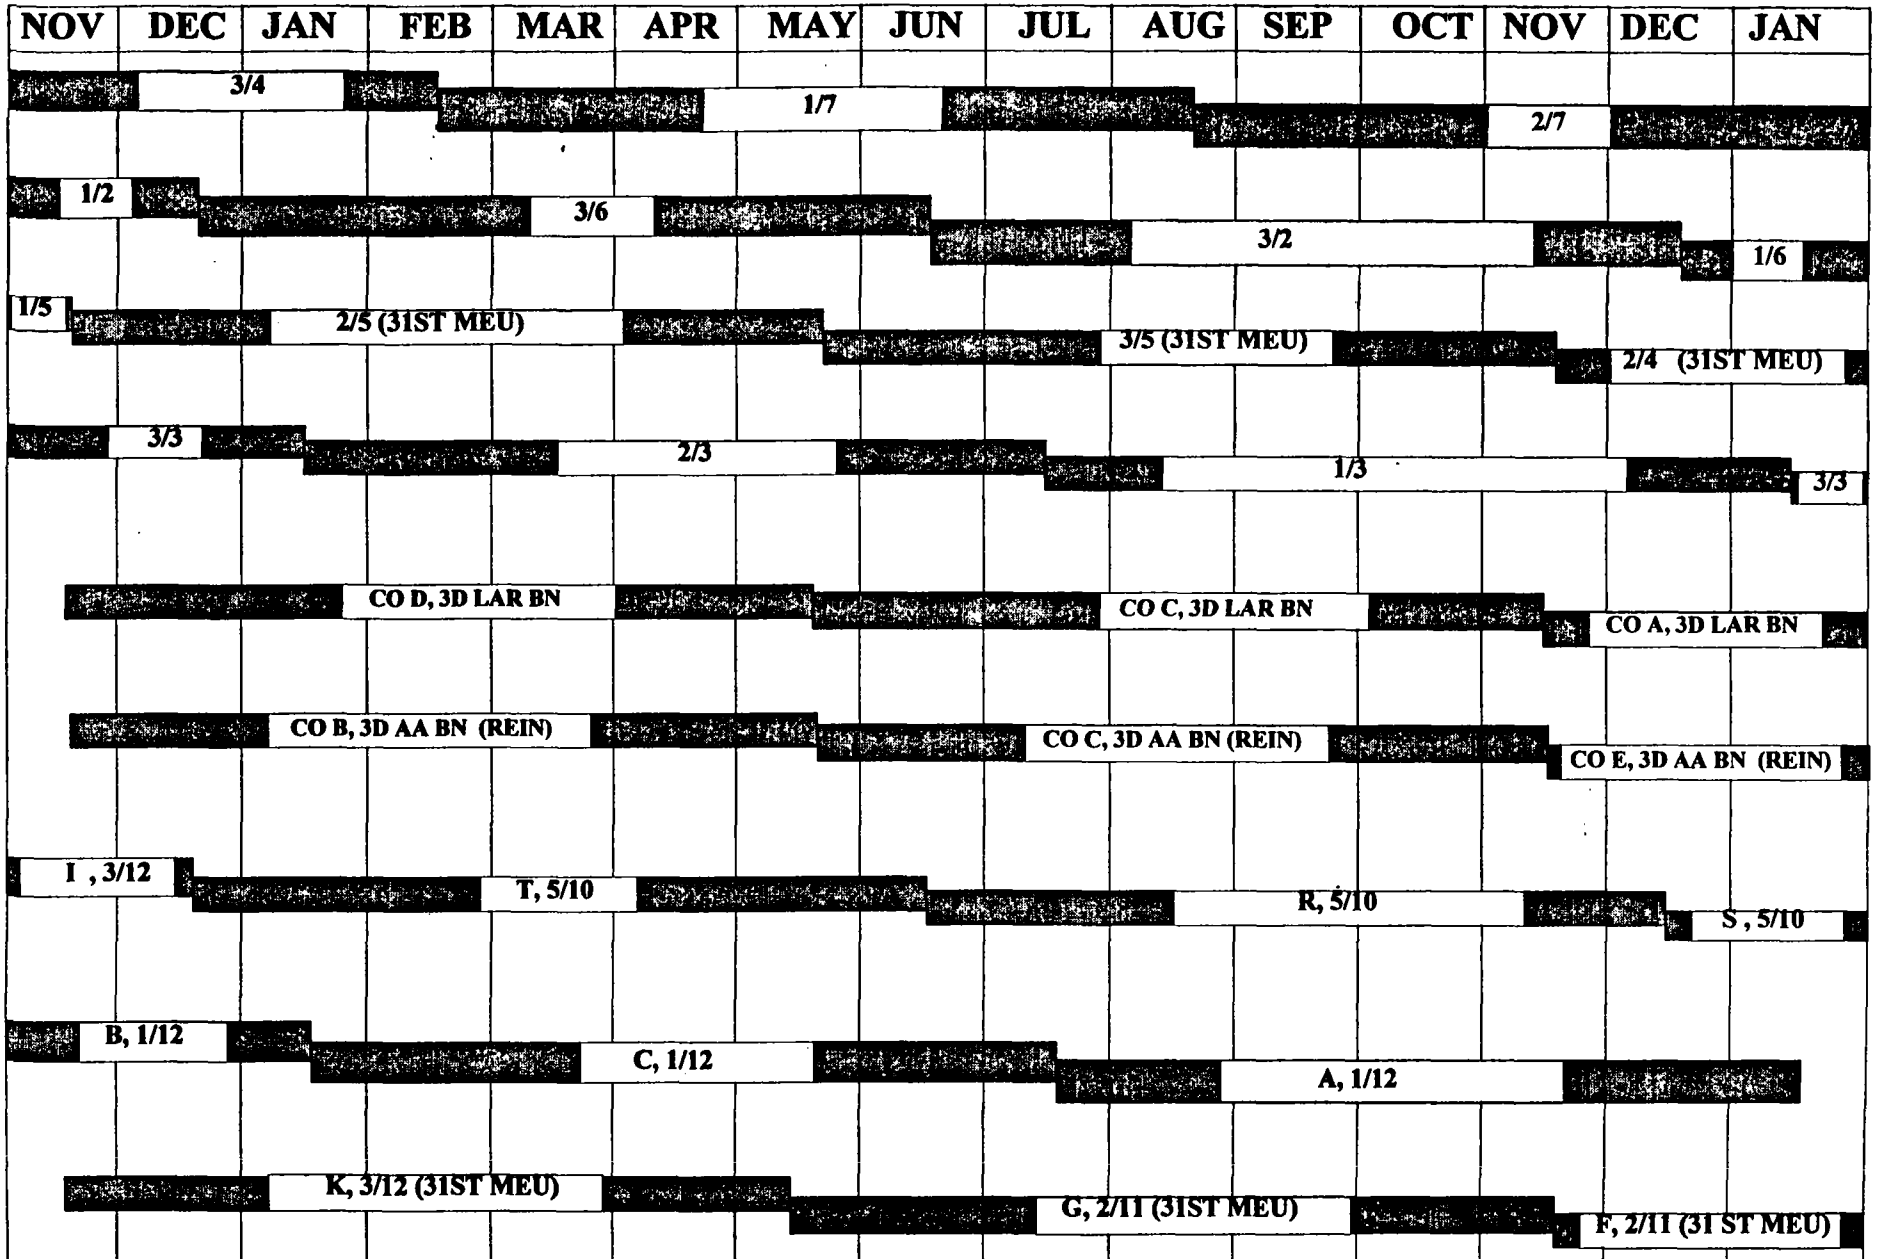 NOV DEC JAN FEB MAR APR MAY JUN JUL AUG SEP OCT NOV DEC JAN
3/4
1/7
2/7
1/2
3/6
3/2
1/6
1/5
2/5 (31ST MEU)
3/5 (31ST MEU)
2/4 (31ST MEU)
3/3
2/3
1/3
3/3
CO D, 3D LAR BN
CO C, 3D LAR BN
CO A, 3D LAR BN
CO B, 3D AA BN (REIN)
CO C, 3D AA BN (REIN)
CO E, 3D AA BN (REIN)
I , 3/12
T, 5/10
R, 5/10
S , 5/10
B, 1/12
C, 1/12
A, 1/12
K, 3/12 (31ST MEU)
G, 2/11 (31ST MEU)
F, 2/11 (31 ST MEU)